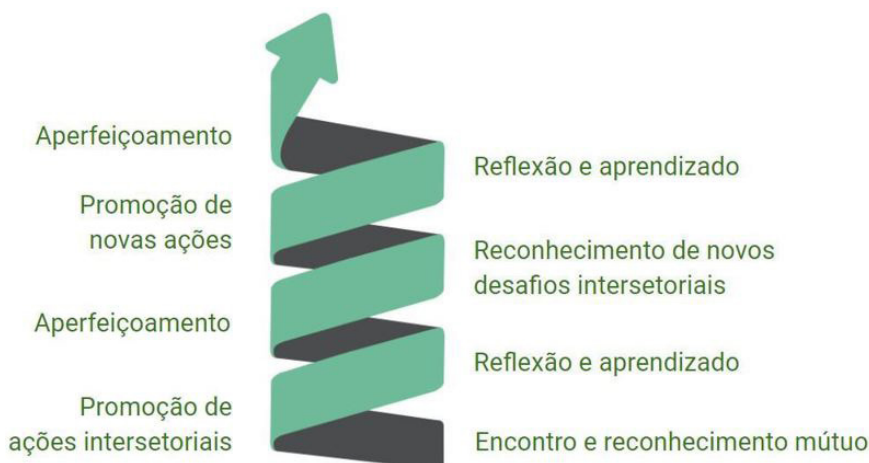 Aperfeiçoamento
Reflexão e aprendizado
Promoção de
novas ações
Reconhecimento de novos
desafios intersetoriais
Aperfeiçoamento
Reflexão e aprendizado
Promoção de
ações intersetoriais
Encontro e reconhecimento mútuo